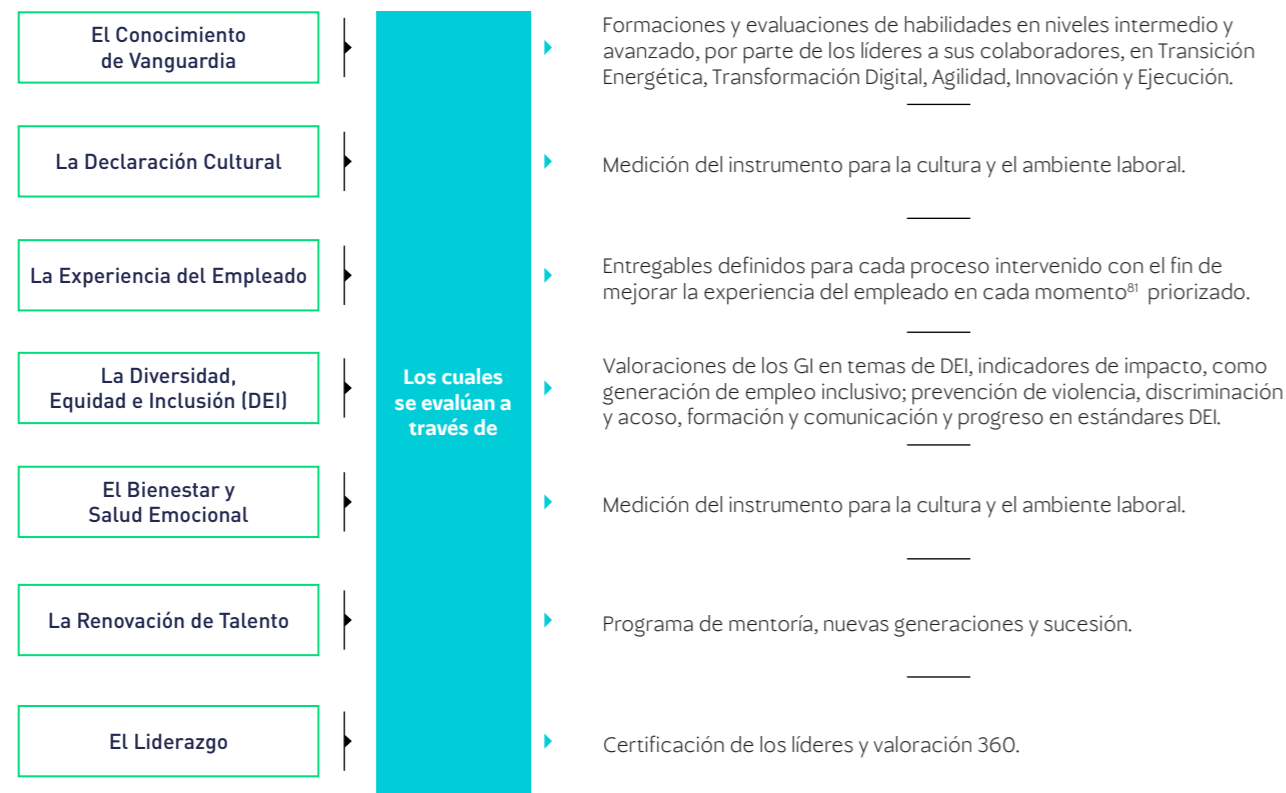 El Conocimiento
de Vanguardia
Formaciones y evaluaciones de habilidades en niveles intermedio y
avanzado, por parte de los líderes a sus colaboradores, en Transición
Energética, Transformación Digital, Agilidad, Innovación y Ejecución.
La Declaración Cultural
Medición del instrumento para la cultura y el ambiente laboral.
La Experiencia del Empleado
Entregables definidos para cada proceso intervenido con el fin de
mejorar la experiencia del empleado en cada momento⁸¹ priorizado.
La Diversidad,
Equidad e Inclusión (DEI)
Los cuales
se evalúan a
través de
Valoraciones de los GI en temas de DEI, indicadores de impacto, como
generación de empleo inclusivo; prevención de violencia, discriminación
y acoso, formación y comunicación y progreso en estándares DEI.
El Bienestar y
Salud Emocional
Medición del instrumento para la cultura y el ambiente laboral.
La Renovación de Talento
Programa de mentoría, nuevas generaciones y sucesión.
El Liderazgo
Certificación de los líderes y valoración 360.